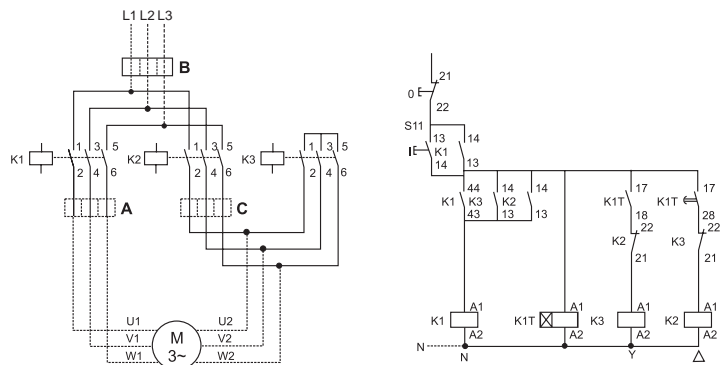 L1 L2 L3
B
1 3 5
K1
2 4 6
1 3 5
K2
2 4 6
1 3 5
K3
2 4 6
A
C
U1 U2
V1 V2
W1 W2
M
3~
21
0
22
S11
13 14
I K1
14 13
44 14 14
K1 K3 K2
43 13 13
17 17
K1T K1T
18 28
22 22
K2 K3
21 21
A1 A1 A1 A1
K1 K1T K3 K2
A2 A2 A2 A2
N N Y △